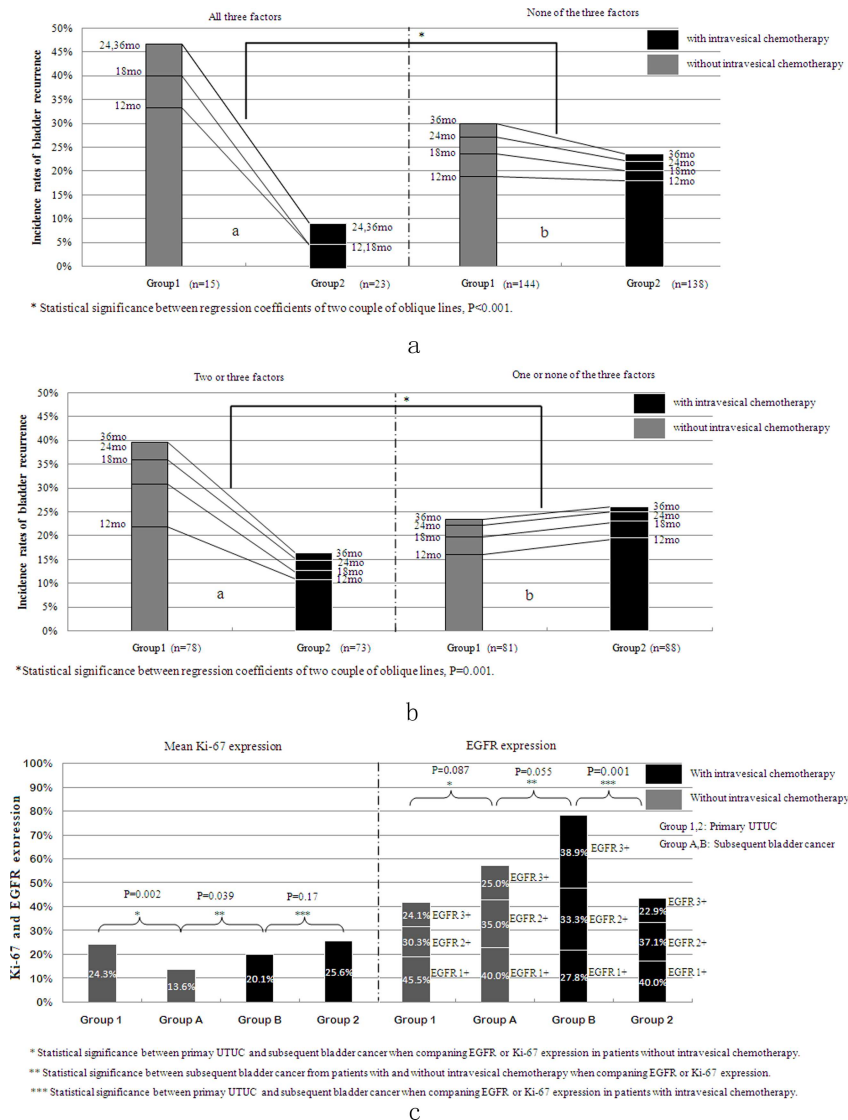 All three factors
None of the three factors
with intravesical chemotherapy
without intravesical chemotherapy
*
Incidence rates of bladder recurrence
50%
45%
40%
35%
30%
25%
20%
15%
10%
5%
0%
24,36mo
18mo
12mo
24,36mo
12,18mo
36mo
24mo
18mo
12mo
36mo
24mo
18mo
12mo
a
b
Group1 (n=15)
Group2 (n=23)
Group1 (n=144)
Group2 (n=138)
* Statistical significance between regression coefficients of two couple of oblique lines, P<0.001.
a
Two or three factors
One or none of the three factors
with intravesical chemotherapy
without intravesical chemotherapy
*
Incidence rates of bladder recurrence
50%
45%
40%
35%
30%
25%
20%
15%
10%
5%
0%
36mo
24mo
18mo
12mo
36mo
24mo
18mo
12mo
36mo
24mo
18mo
12mo
36mo
24mo
18mo
12mo
a
b
Group1 (n=78)
Group2 (n=73)
Group1 (n=81)
Group2 (n=88)
*Statistical significance between regression coefficients of two couple of oblique lines, P=0.001.
b
Mean Ki-67 expression
EGFR expression
With intravesical chemotherapy
Without intravesical chemotherapy
Group 1,2: Primary UTUC
Group A,B: Subsequent bladder cancer
Ki-67 and EGFR expression
100%
90%
80%
70%
60%
50%
40%
30%
20%
10%
0%
P=0.002
*
P=0.039
**
P=0.17
***
P=0.087
*
P=0.055
**
P=0.001
***
24.3%
13.6%
20.1%
25.6%
24.1% EGFR 3+
30.3% EGFR 2+
45.5% EGFR 1+
25.0% EGFR 3+
35.0% EGFR 2+
40.0% EGFR 1+
38.9% EGFR 3+
33.3% EGFR 2+
27.8% EGFR 1+
22.9% EGFR 3+
37.1% EGFR 2+
40.0% EGFR 1+
Group 1
Group A
Group B
Group 2
Group 1
Group A
Group B
Group 2
* Statistical significance between primay UTUC and subsequent bladder cancer when companing EGFR or Ki-67 expression in patients without intravesical chemotherapy.
** Statistical significance between subsequent bladder cancer from patients with and without intravesical chemotherapy when companing EGFR or Ki-67 expression.
*** Statistical significance between primay UTUC and subsequent bladder cancer when companing EGFR or Ki-67 expression in patients with intravesical chemotherapy.
c